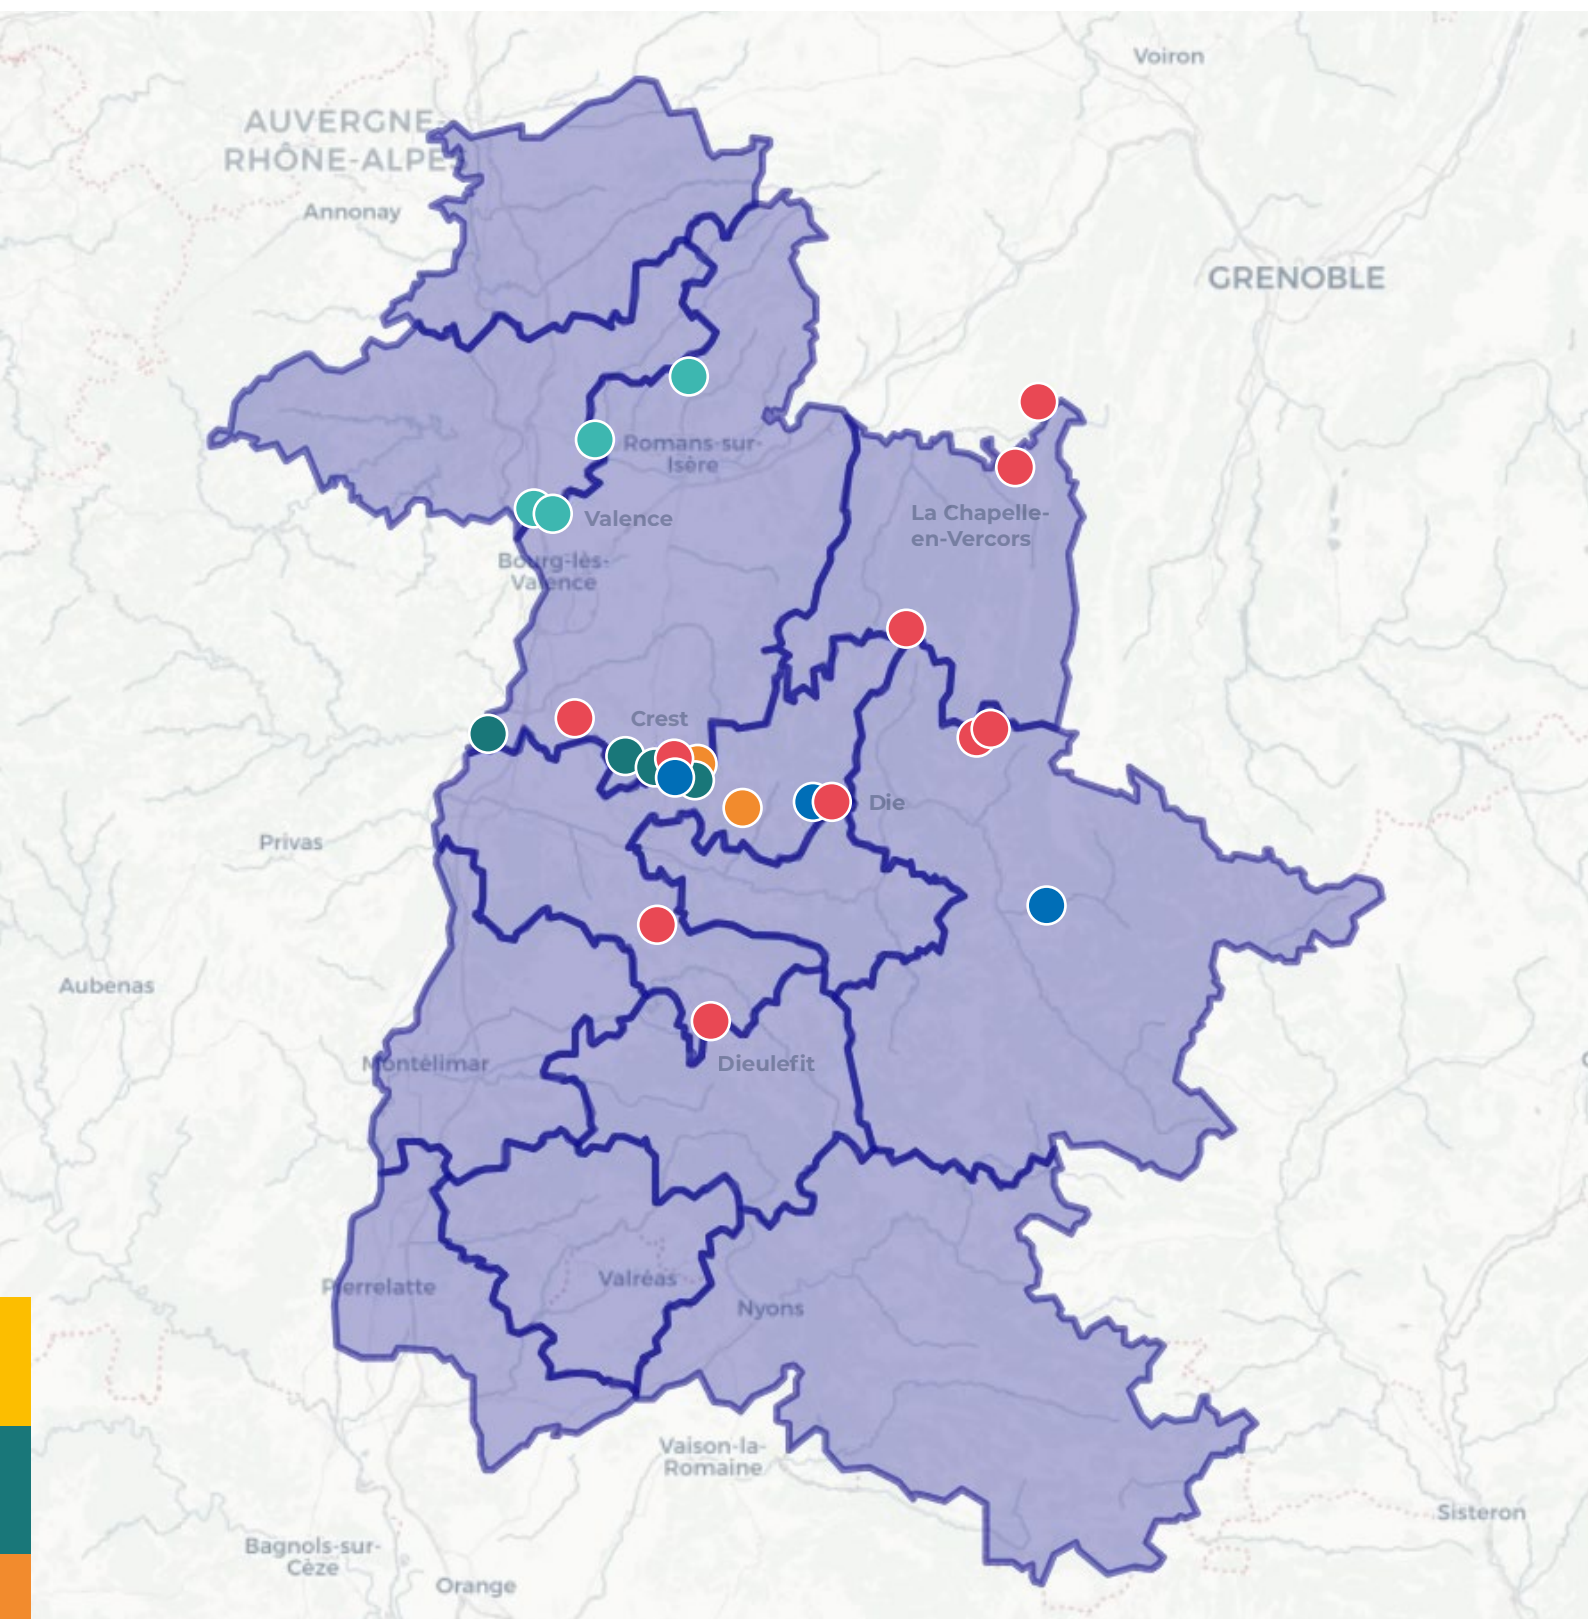 Voiron
AUVERGNE-
RHÔNE-ALPES
Annonay
GRENOBLE
Romans-sur-
Isère
La Chapelle-
en-Vercors
Valence
Bourg-lès-
Valence
Crest
Die
Privas
Aubenas
Montélimar
Dieulefit
Pierrelatte
Valréas
Nyons
Vaison-la-
Romaine
Sisteron
Bagnols-sur-
Cèze
Orange